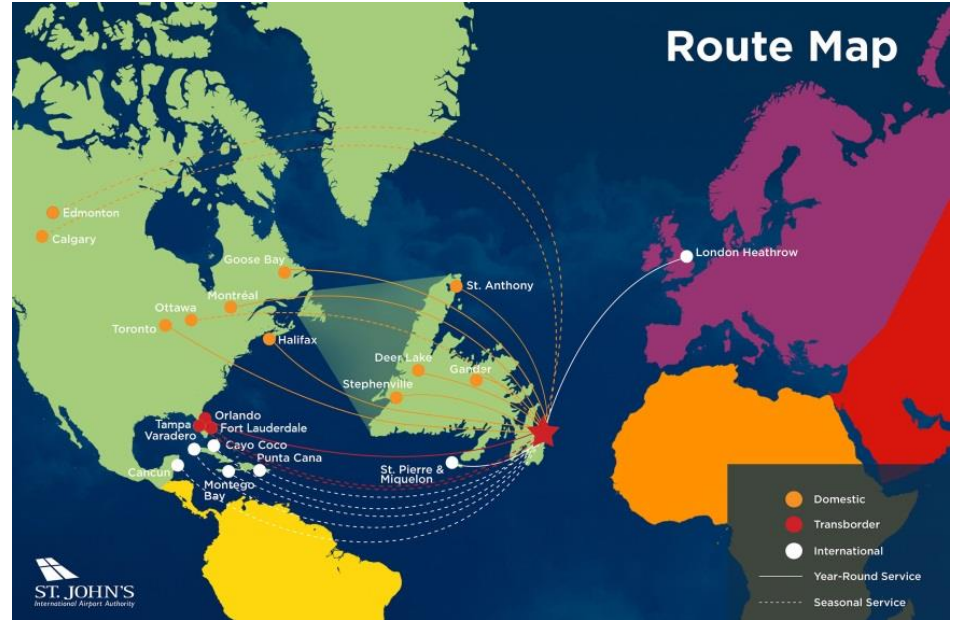 Route Map
Edmonton
Calgary
Goose Bay
London Heathrow
St. Anthony
Montréal
Ottawa
Toronto
Halifax
Deer Lake
Gander
Stephenville
Orlando
Tampa
Fort Lauderdale
Varadero
Cayo Coco
Punta Cana
Cancún
Montego
Bay
St. Pierre &
Miquelon
Domestic
Transborder
International
Year-Round Service
Seasonal Service
ST. JOHN'S
International Airport Authority